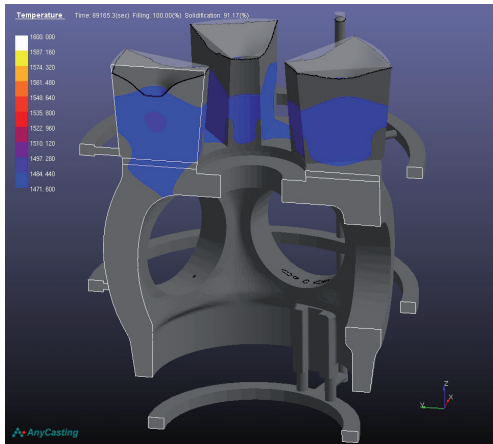 Temperature Time: 89165.3(sec) Filling: 100.00(%) Solidification: 91.17(%)
1600.000
1587.160
1574.320
1561.480
1548.640
1535.800
1522.960
1510.120
1497.280
1484.440
1471.600
Z
Y
X
AnyCasting